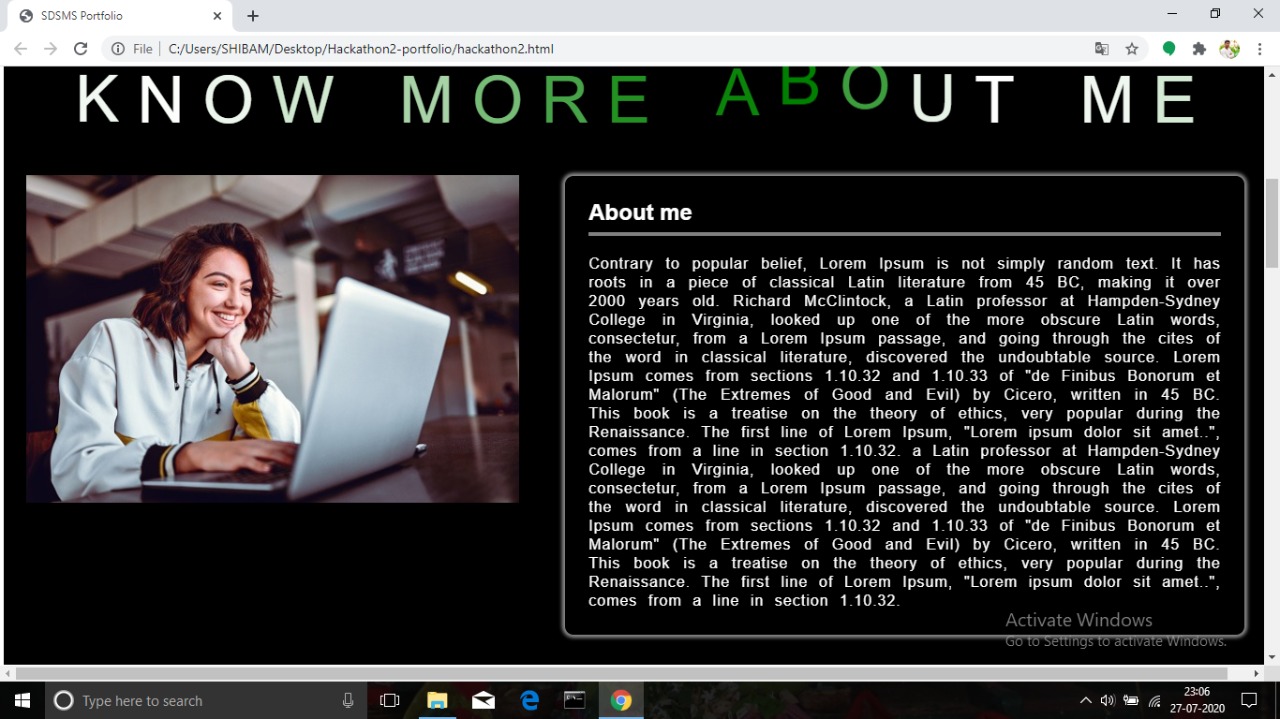 SDSMS Portfolio
File
C:/Users/SHIBAM/Desktop/Hackathon2-portfolio/hackathon2.html
KNOW MORE ABOUT ME
About me
Contrary to popular belief, Lorem Ipsum is not simply random text. It has
roots in a piece of classical Latin literature from 45 BC, making it over
2000 years old. Richard McClintock, a Latin professor at Hampden-Sydney
College in Virginia, looked up one of the more obscure Latin words,
consectetur, from a Lorem Ipsum passage, and going through the cites of
the word in classical literature, discovered the undoubtable source. Lorem
Ipsum comes from sections 1.10.32 and 1.10.33 of "de Finibus Bonorum et
Malorum" (The Extremes of Good and Evil) by Cicero, written in 45 BC.
This book is a treatise on the theory of ethics, very popular during the
Renaissance. The first line of Lorem Ipsum, "Lorem ipsum dolor sit amet..",
comes from a line in section 1.10.32. a Latin professor at Hampden-Sydney
College in Virginia, looked up one of the more obscure Latin words,
consectetur, from a Lorem Ipsum passage, and going through the cites of
the word in classical literature, discovered the undoubtable source. Lorem
Ipsum comes from sections 1.10.32 and 1.10.33 of "de Finibus Bonorum et
Malorum" (The Extremes of Good and Evil) by Cicero, written in 45 BC.
This book is a treatise on the theory of ethics, very popular during the
Renaissance. The first line of Lorem Ipsum, "Lorem ipsum dolor sit amet..",
comes from a line in section 1.10.32.
Activate Windows
Go to Settings to activate Windows.
Type here to search
23:06
27-07-2020